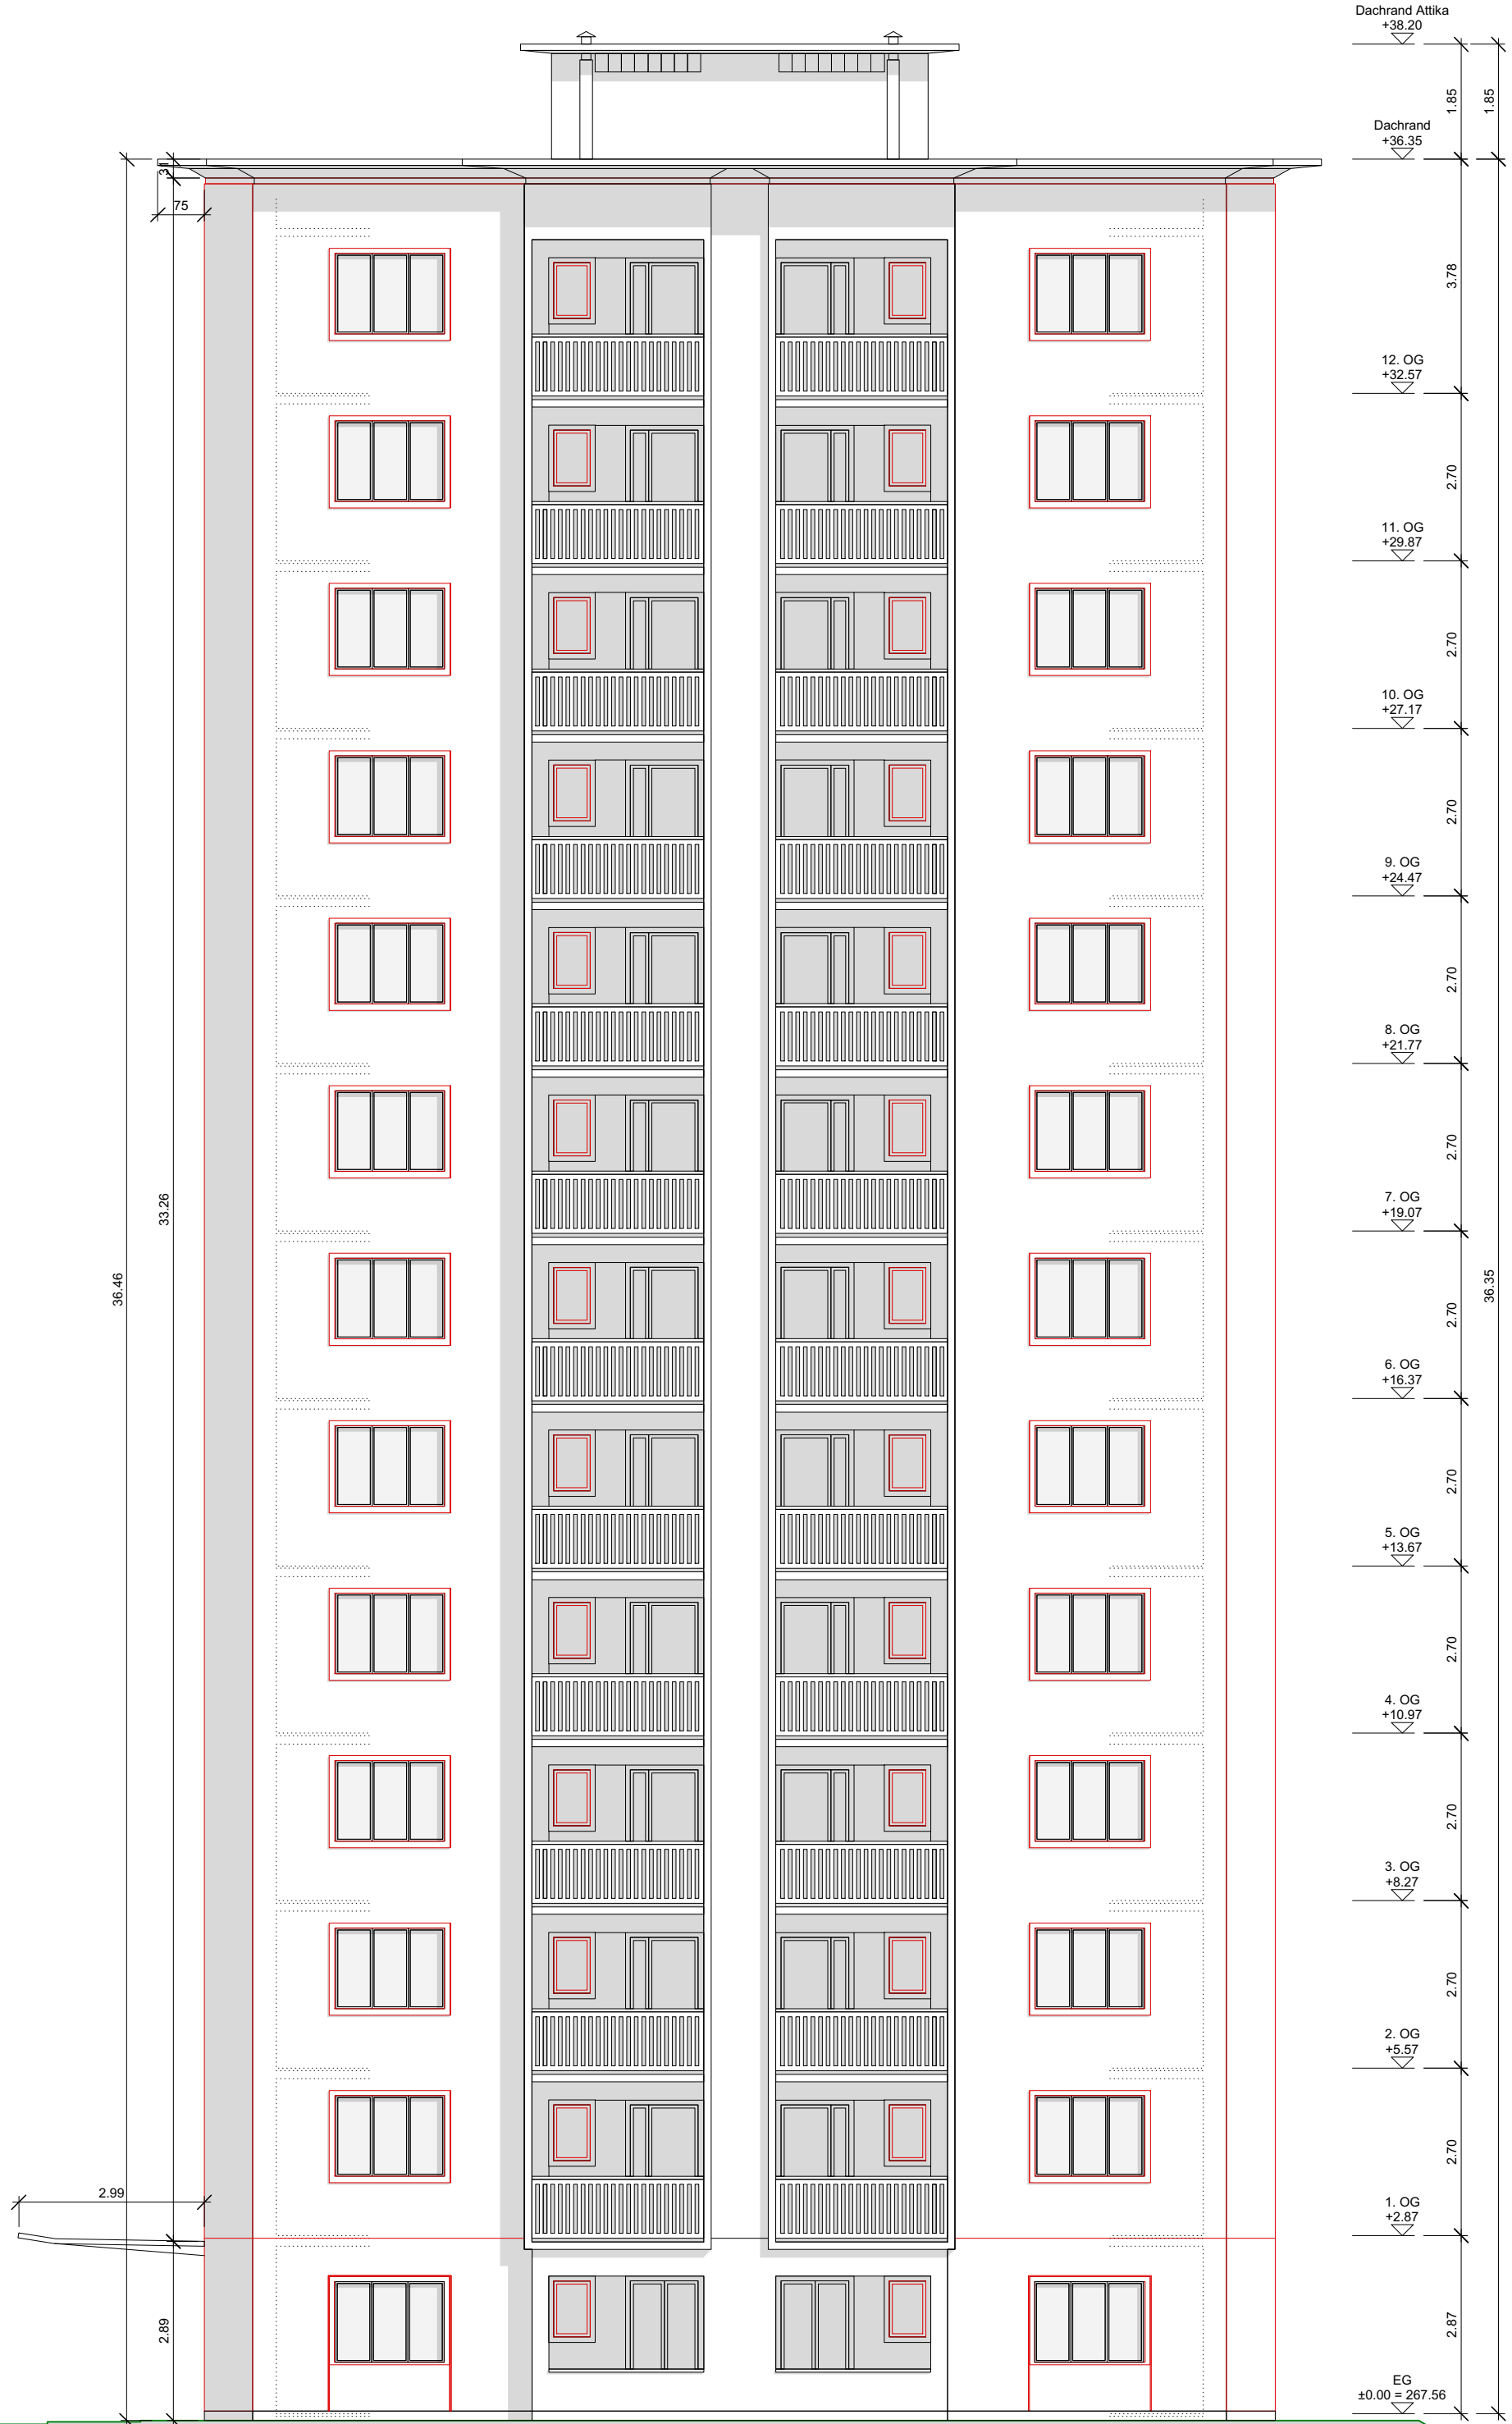 Dachrand Attika
+38.20
1.85
1.85
Dachrand
+36.35
31
75
3.78
12. OG
+32.57
2.70
11. OG
+29.87
2.70
10. OG
+27.17
2.70
9. OG
+24.47
2.70
8. OG
+21.77
2.70
7. OG
+19.07
33.26
36.46
2.70
36.35
6. OG
+16.37
2.70
5. OG
+13.67
2.70
4. OG
+10.97
2.70
3. OG
+8.27
2.70
2. OG
+5.57
2.70
2.99
1. OG
+2.87
2.89
2.87
EG
±0.00 = 267.56